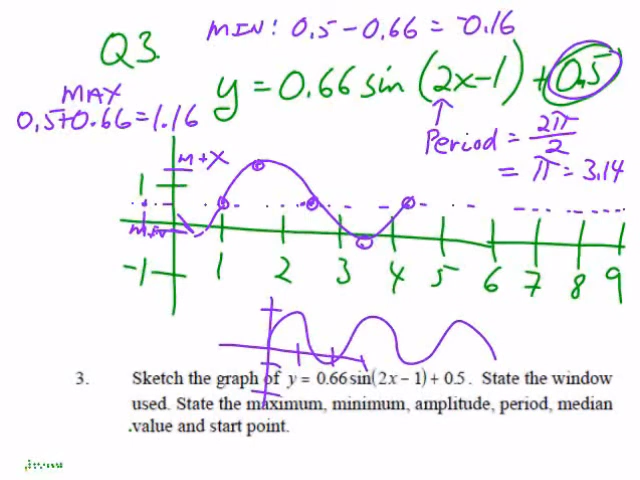 MIN: 0.5 - 0.66 = -0.16
Q3.
y = 0.66 sin (2x-1) + 0.5
MAX
0.5+0.66=1.16
Period = 2π/2
= π = 3.14
MAX
1
-1
1 2 3 4 5 6 7 8 9
3. Sketch the graph of y = 0.66 sin(2x − 1) + 0.5. State the window
used. State the maximum, minimum, amplitude, period, median
value and start point.